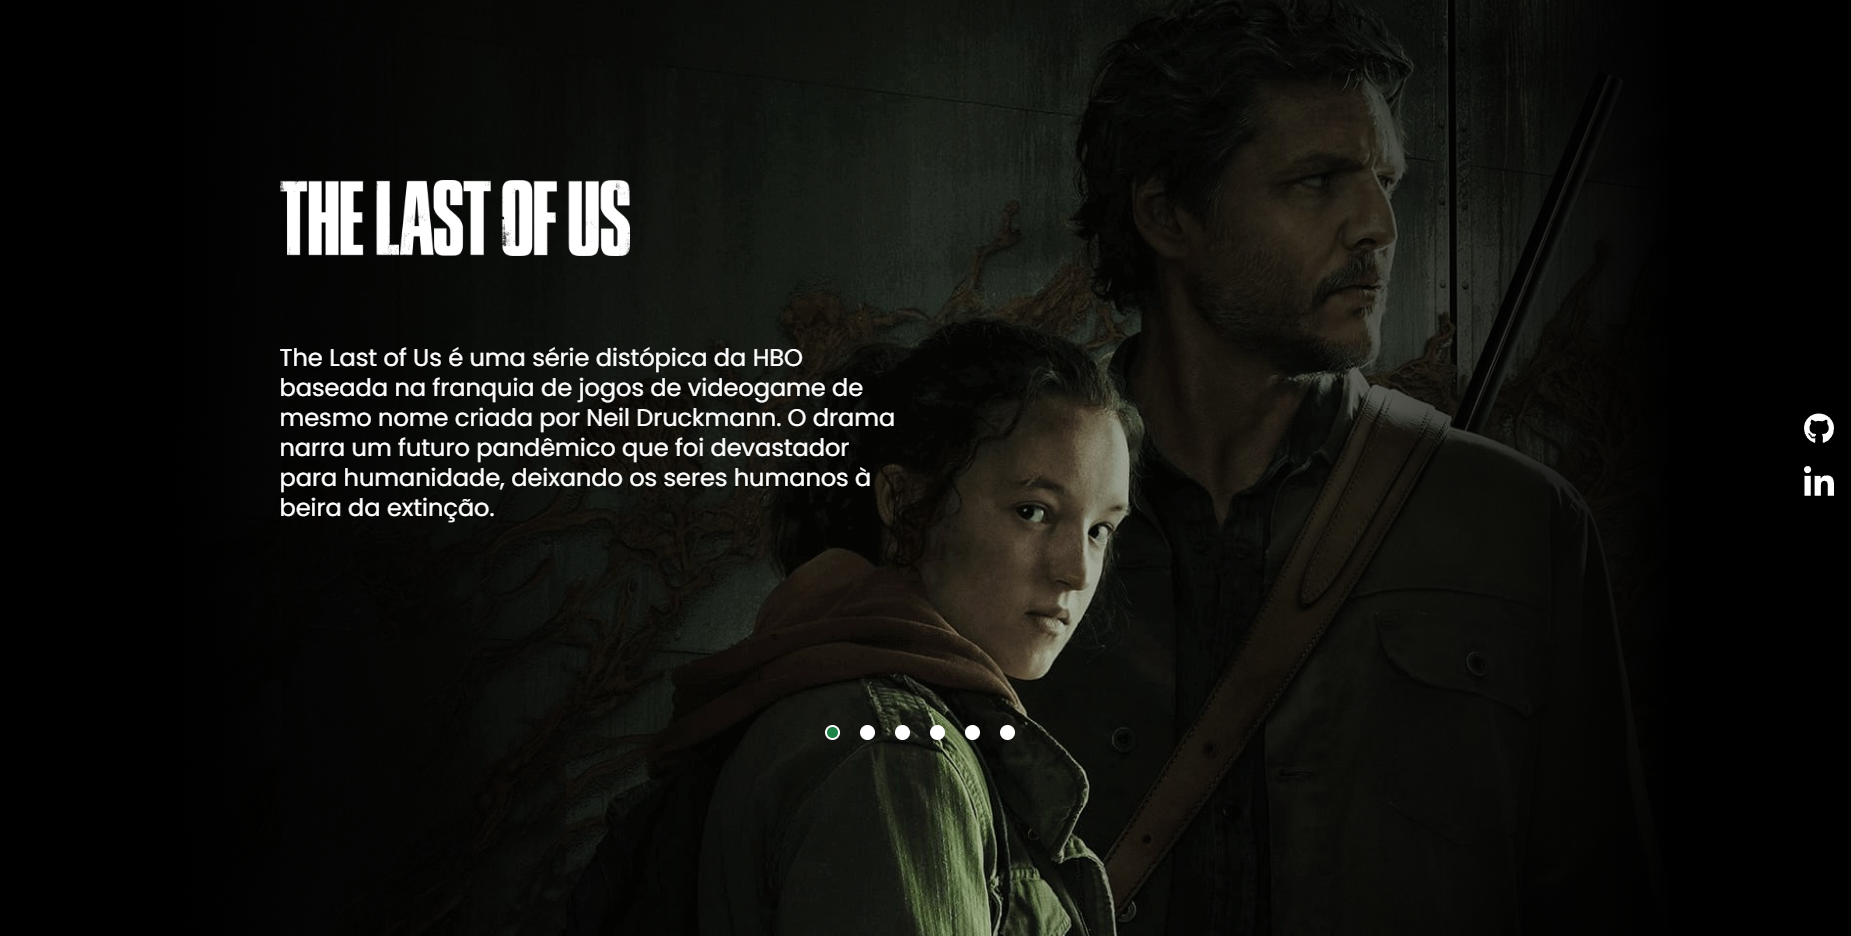 THE LAST OF US
The Last of Us é uma série distópica da HBO
baseada na franquia de jogos de videogame de
mesmo nome criada por Neil Druckmann. O drama
narra um futuro pandêmico que foi devastador
para humanidade, deixando os seres humanos à
beira da extinção.
in